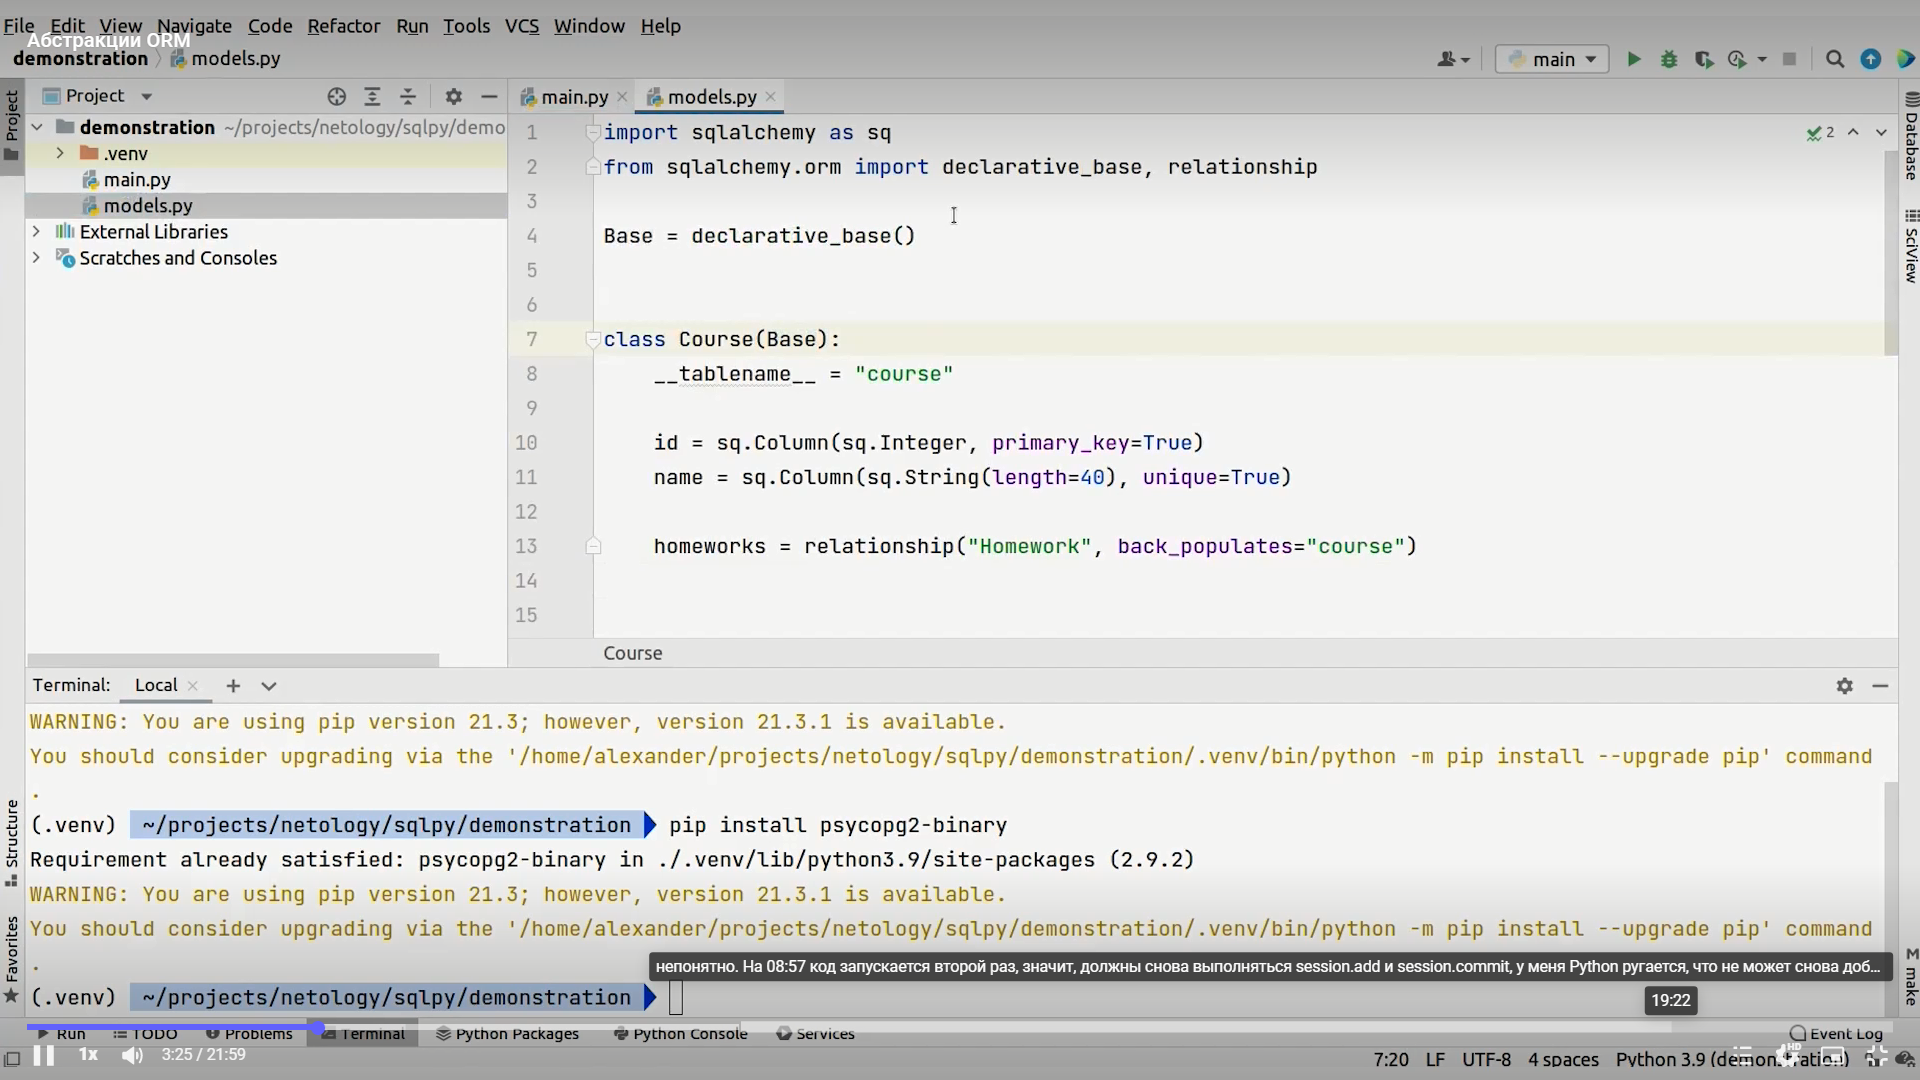 File Edit View Navigate Code Refactor Run Tools VCS Window Help
Абстракции ORM
demonstration models.py
main
Project
main.py models.py
demonstration ~/projects/netology/sqlpy/demo
.venv
main.py
models.py
External Libraries
Scratches and Consoles
1 import sqlalchemy as sq
2 from sqlalchemy.orm import declarative_base, relationship
3
4 Base = declarative_base()
5
6
7 class Course(Base):
8 __tablename__ = "course"
9
10 id = sq.Column(sq.Integer, primary_key=True)
11 name = sq.Column(sq.String(length=40), unique=True)
12
13 homeworks = relationship("Homework", back_populates="course")
14
15
2
Course
Project
Structure
Favorites
Database
SciView
make
Terminal: Local
WARNING: You are using pip version 21.3; however, version 21.3.1 is available.
You should consider upgrading via the '/home/alexander/projects/netology/sqlpy/demonstration/.venv/bin/python -m pip install --upgrade pip' command
.
(.venv) ~/projects/netology/sqlpy/demonstration pip install psycopg2-binary
Requirement already satisfied: psycopg2-binary in ./.venv/lib/python3.9/site-packages (2.9.2)
WARNING: You are using pip version 21.3; however, version 21.3.1 is available.
You should consider upgrading via the '/home/alexander/projects/netology/sqlpy/demonstration/.venv/bin/python -m pip install --upgrade pip' command
.
непонятно. На 08:57 код запускается второй раз, значит, должны снова выполняться session.add и session.commit, у меня Python ругается, что не может снова доб...
(.venv) ~/projects/netology/sqlpy/demonstration
19:22
Run TODO Problems Terminal Python Packages Python Console Services Event Log
1x 3:25 / 21:59
HD
7:20 LF UTF-8 4 spaces Python 3.9 (demonstration)